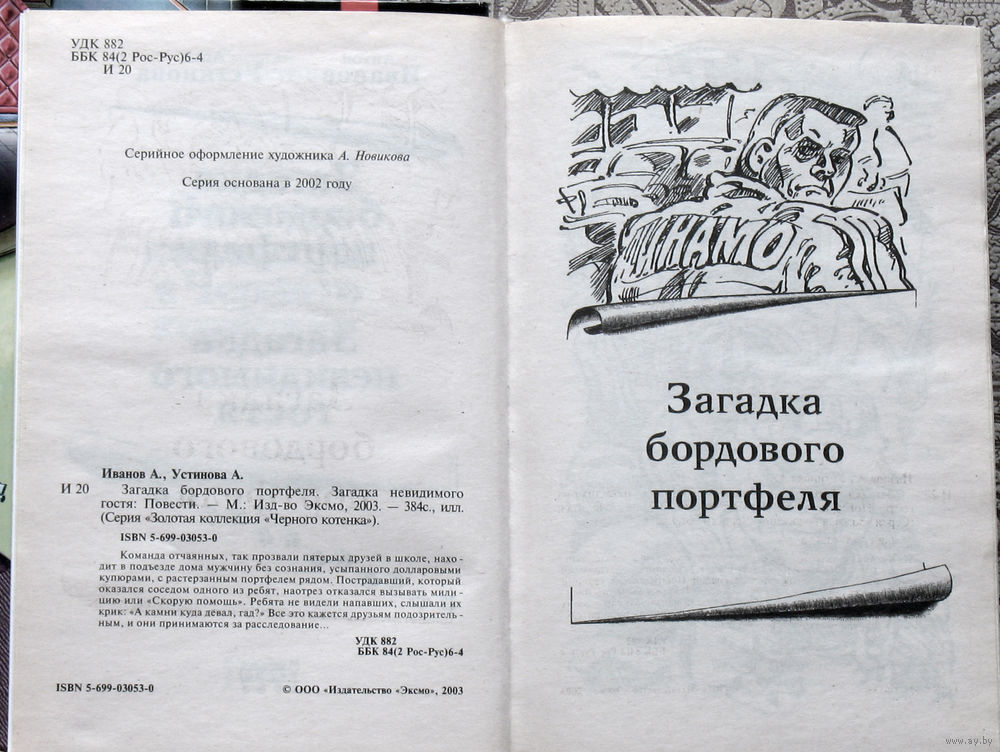 УДК 882
ББК 84(2 Рос-Рус)6-4
И 20
Серийное оформление художника А. Новикова
Серия основана в 2002 году
Иванов А., Устинова А.
И 20 Загадка бордового портфеля. Загадка невидимого
гостя: Повести. — М.: Изд-во Эксмо, 2003. — 384с., илл.
(Серия «Золотая коллекция «Черного котенка»).
ISBN 5-699-03053-0
Команда отчаянных, так прозвали пятерых друзей в школе, нахо-
дит в подъезде дома мужчину без сознания, усыпанного долларовыми
купюрами, с растерзанным портфелем рядом. Пострадавший, который
оказался соседом одного из ребят, наотрез отказался вызывать мили-
цию или «Скорую помощь». Ребята не видели напавших, слышали их
крик: «А камни куда девал, гад?» Все это кажется друзьям подозритель-
ным, и они принимаются за расследование...
УДК 882
ББК 84(2 Рос-Рус)6-4
ISBN 5-699-03053-0 © ООО «Издательство «Эксмо», 2003
ДИНАМО
Загадка
бордового
портфеля
www.ay.by